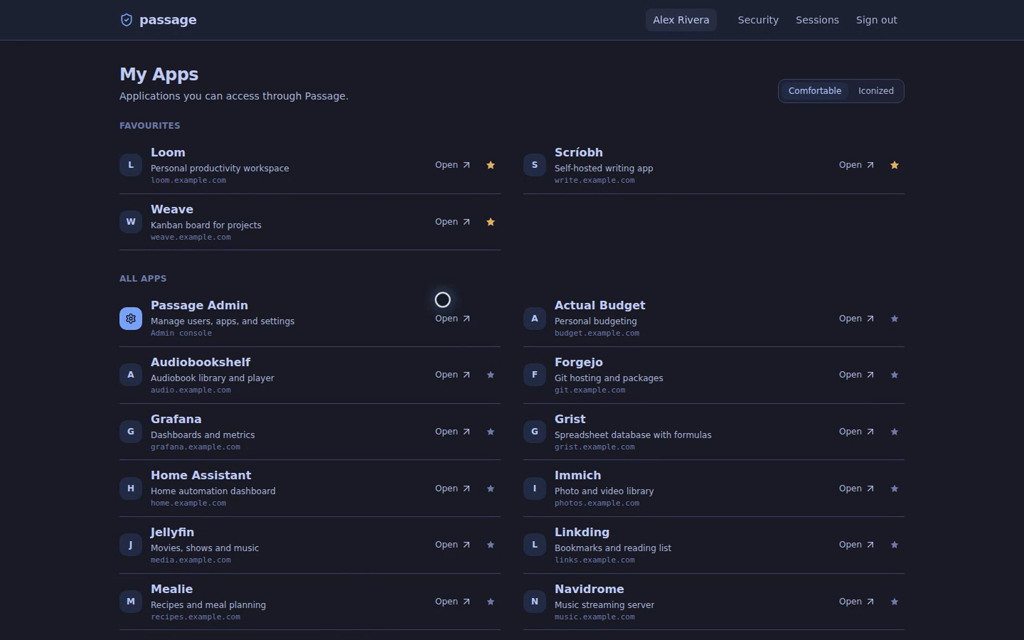 passage
Alex Rivera Security Sessions Sign out
My Apps
Applications you can access through Passage.
Comfortable Iconized
FAVOURITES
L Loom
Personal productivity workspace
loom.example.com
Open
S Scríobh
Self-hosted writing app
write.example.com
Open
W Weave
Kanban board for projects
weave.example.com
Open
ALL APPS
Passage Admin
Manage users, apps, and settings
Admin console
Open
A Actual Budget
Personal budgeting
budget.example.com
Open
A Audiobookshelf
Audiobook library and player
audio.example.com
Open
F Forgejo
Git hosting and packages
git.example.com
Open
G Grafana
Dashboards and metrics
grafana.example.com
Open
G Grist
Spreadsheet database with formulas
grist.example.com
Open
H Home Assistant
Home automation dashboard
home.example.com
Open
I Immich
Photo and video library
photos.example.com
Open
J Jellyfin
Movies, shows and music
media.example.com
Open
L Linkding
Bookmarks and reading list
links.example.com
Open
M Mealie
Recipes and meal planning
recipes.example.com
Open
N Navidrome
Music streaming server
music.example.com
Open